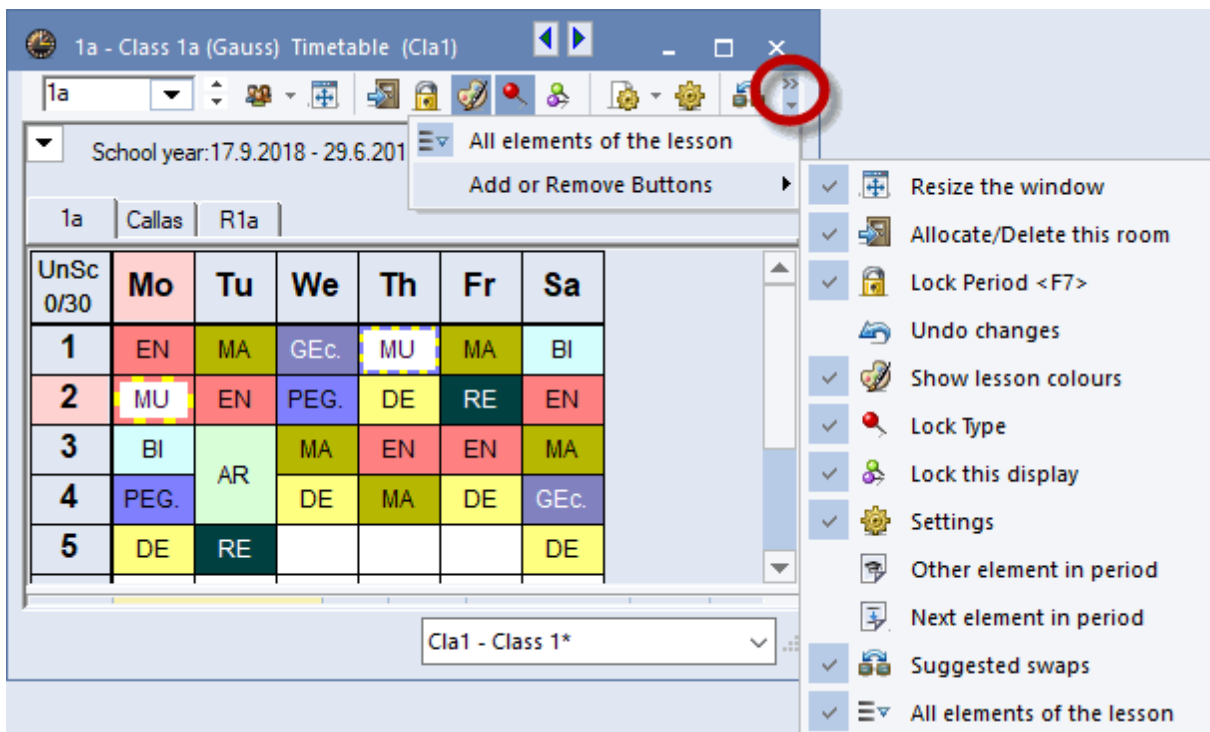 1a - Class 1a (Gauss) Timetable (Cla1)
1a
All elements of the lesson
School year:17.9.2018 - 29.6.201
Add or Remove Buttons
1a Callas R1a
UnSc
0/30
Mo Tu We Th Fr Sa
1 EN MA GEc. MU MA BI
2 MU EN PEG. DE RE EN
3 BI AR MA EN EN MA
4 PEG. DE MA DE GEc.
5 DE RE DE
Cla1 - Class 1*
Resize the window
Allocate/Delete this room
Lock Period <F7>
Undo changes
Show lesson colours
Lock Type
Lock this display
Settings
Other element in period
Next element in period
Suggested swaps
All elements of the lesson